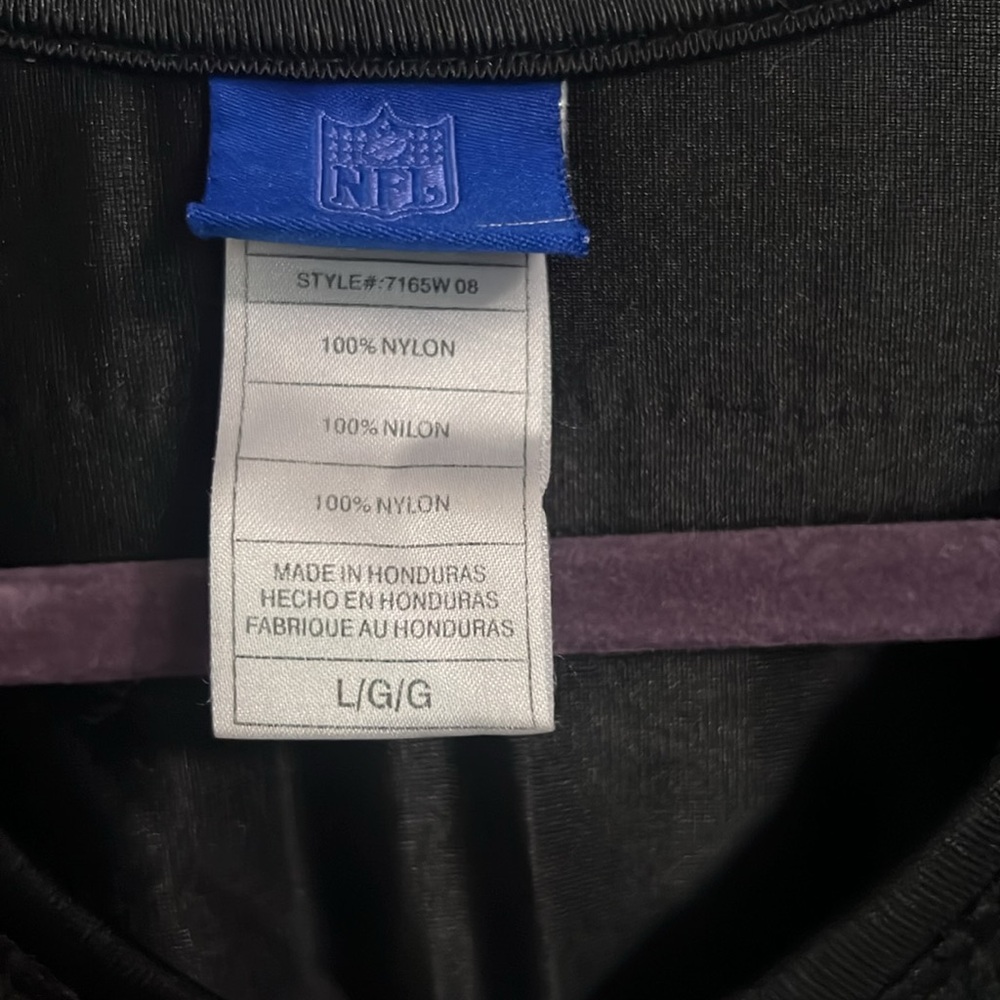 NFL
STYLE#:7165W 08
100% NYLON
100% NILON
100% NYLON
MADE IN HONDURAS
HECHO EN HONDURAS
FABRIQUE AU HONDURAS
L/G/G